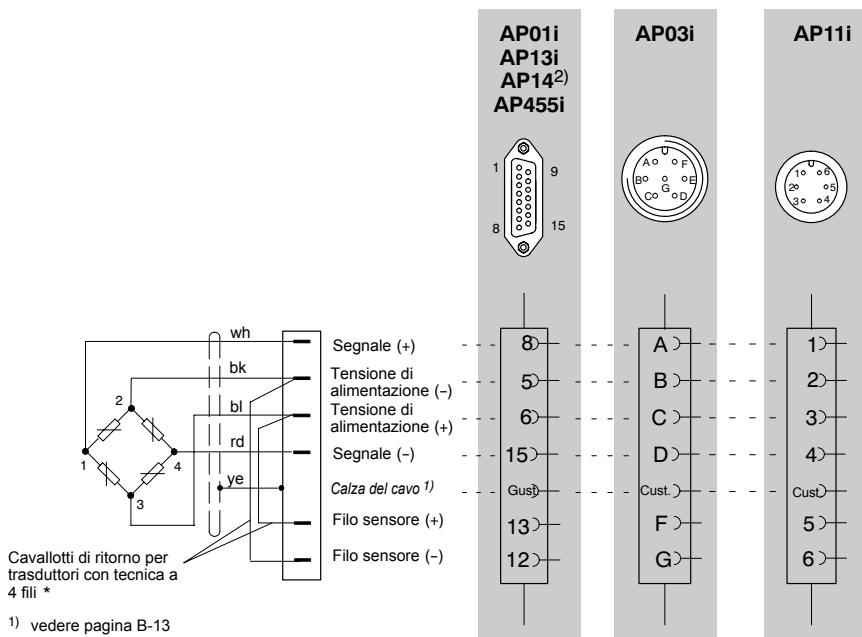 AP01i
AP13i
AP14 2)
AP455i
AP03i
AP11i
1
9
8
15
A
F
B
G
E
C
D
1
6
2
5
3
4
wh
bk
bl
rd
ye
1
2
3
4
Segnale (+) 8 A 1
Tensione di
alimentazione (−) 5 B 2
Tensione di
alimentazione (+) 6 C 3
Segnale (−) 15 D 4
Calza del cavo 1) Gust Cust. Cust.
Filo sensore (+) 13 F 5
Filo sensore (−) 12 G 6
Cavallotti di ritorno per
trasduttori con tecnica a
4 fili *
1) vedere pagina B-13